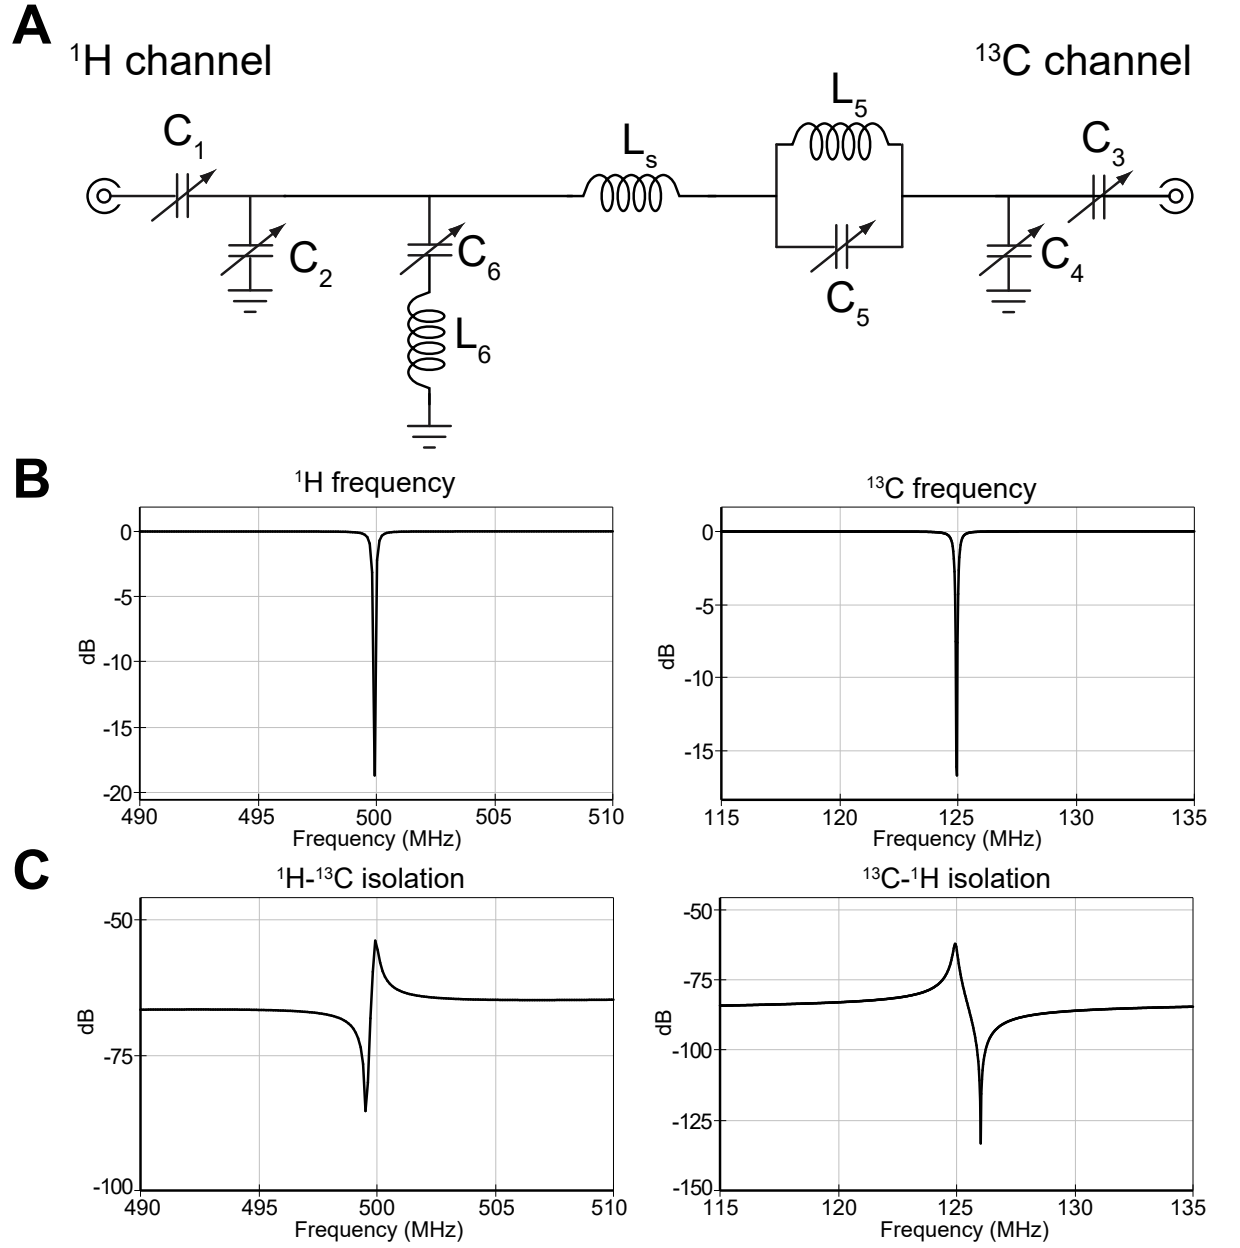 A
¹H channel
¹³C channel
C₁
C₂
C₆
L₆
Lₛ
L₅
C₅
C₃
C₄
B
¹H frequency
0
-5
-10
-15
-20
dB
490 495 500 505 510
Frequency (MHz)
¹³C frequency
0
-5
-10
-15
dB
115 120 125 130 135
Frequency (MHz)
C
¹H-¹³C isolation
-50
-75
-100
dB
490 495 500 505 510
Frequency (MHz)
¹³C-¹H isolation
-50
-75
-100
-125
-150
dB
115 120 125 130 135
Frequency (MHz)